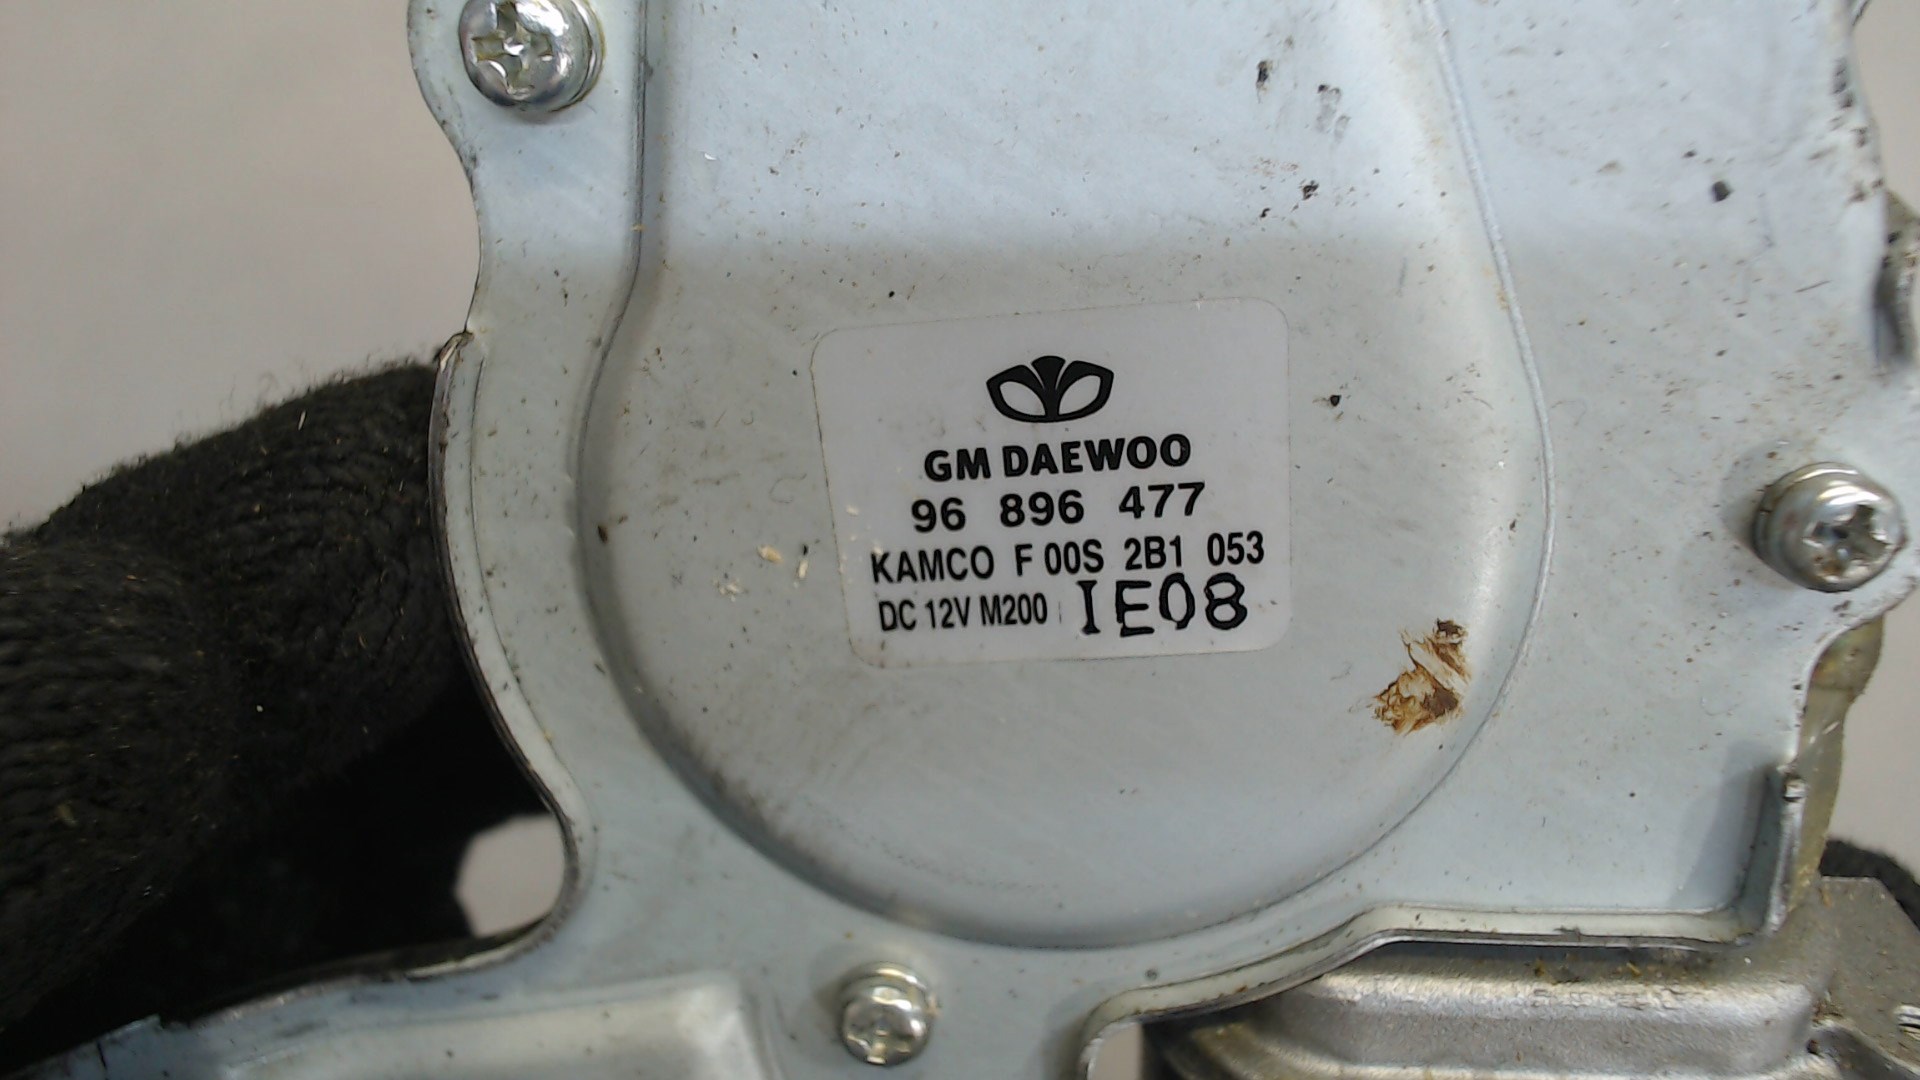 GM DAEWOO
96 896 477
KAMCO F 00S 2B1 053
DC 12V M200 IE08